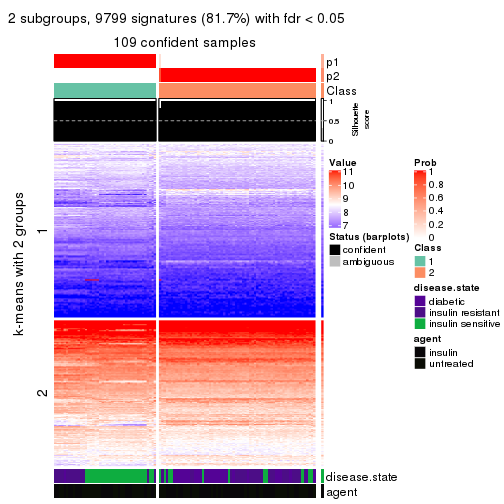 2 subgroups, 9799 signatures (81.7%) with fdr < 0.05
109 confident samples
p1
p2
Class
1
0.5
0
Silhouette
score
k-means with 2 groups
1
2
disease.state
agent
Value
11
10
9
8
7
Status (barplots)
confident
ambiguous
Prob
0.8
0.6
0.4
0.2
0
Class
1
2
disease.state
diabetic
insulin resistant
insulin sensitive
agent
insulin
untreated